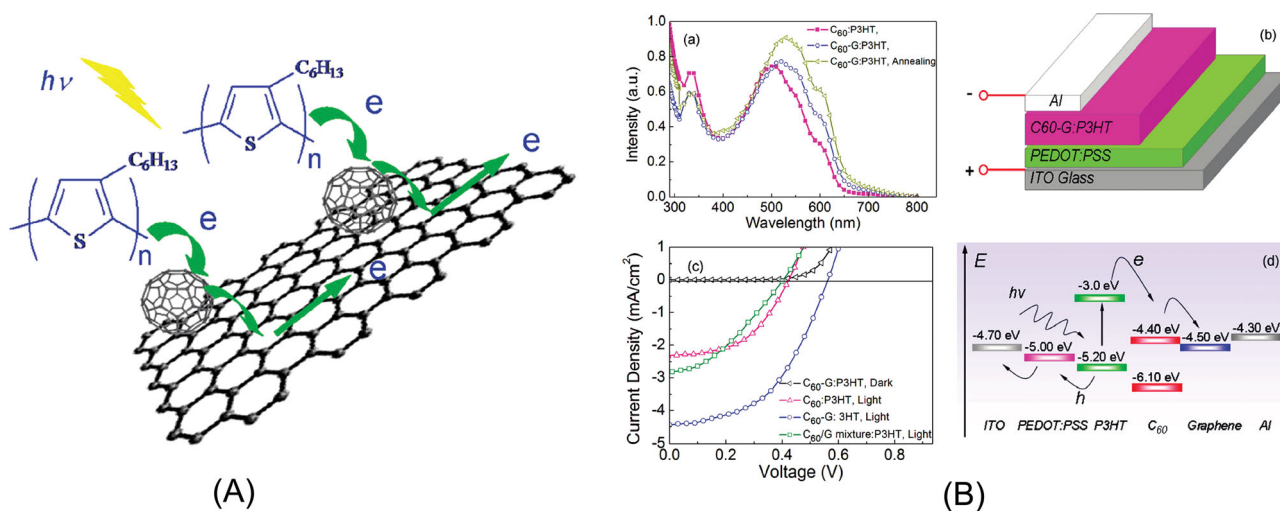 hν
C₆H₁₃
S
n
e
e
C₆H₁₃
S
n
e
e
(A)
(a)
C₆₀:P3HT,
C₆₀-G:P3HT,
C₆₀-G:P3HT, Annealing
Intensity (a.u.)
1.0
0.8
0.6
0.4
0.2
0.0
300 400 500 600 700 800
Wavelength (nm)
(b)
-
Al
C60-G:P3HT
PEDOT:PSS
+
ITO Glass
(c)
Current Density (mA/cm²)
1
0
-1
-2
-3
-4
-5
C₆₀-G:P3HT, Dark
C₆₀:P3HT, Light
C₆₀-G: 3HT, Light
C₆₀/G mixture:P3HT, Light
0.0 0.2 0.4 0.6 0.8
Voltage (V)
(d)
E
e
hν
-3.0 eV
-4.70 eV
-5.00 eV
-5.20 eV
-4.40 eV
-4.50 eV
-4.30 eV
-6.10 eV
h
ITO PEDOT:PSS P3HT C₆₀ Graphene Al
(B)